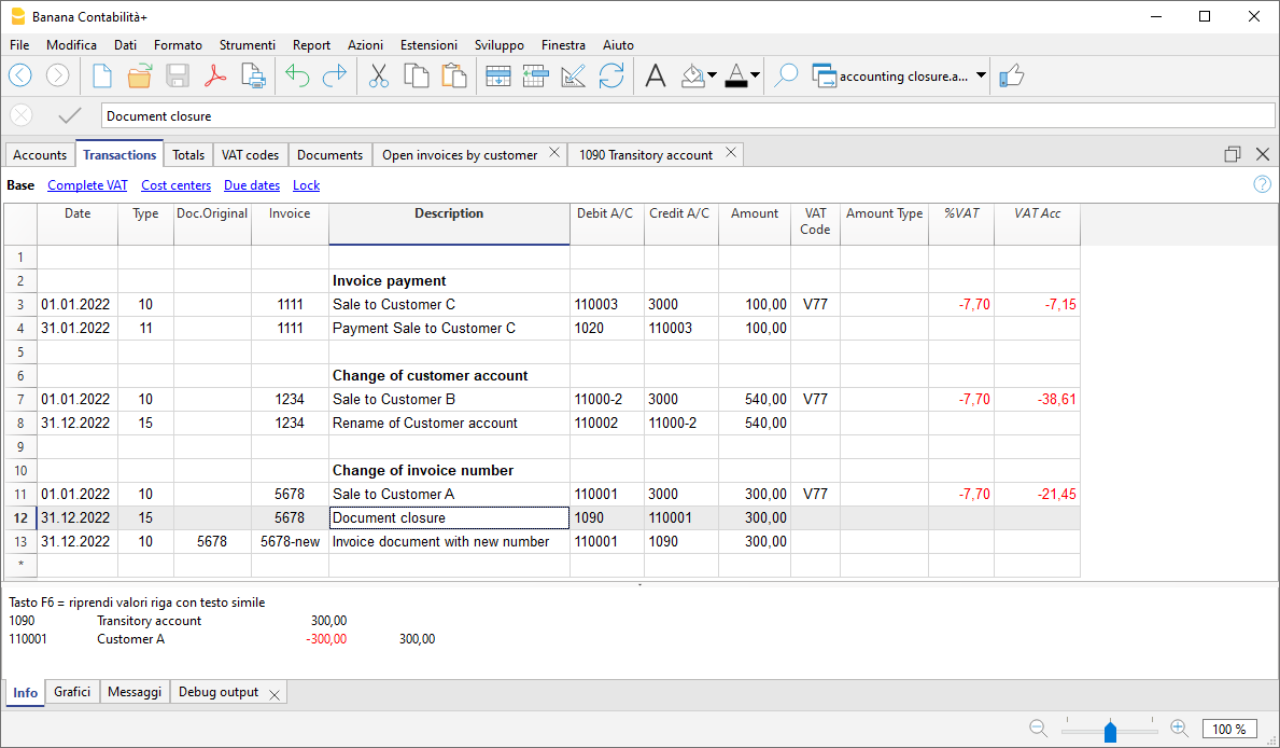 Banana Contabilità+
File Modifica Dati Formato Strumenti Report Azioni Estensioni Sviluppo Finestra Aiuto
A A accounting closure.a...
Document closure
Accounts Transactions Totals VAT codes Documents Open invoices by customer 1090 Transitory account
Base Complete VAT Cost centers Due dates Lock ?
Date Type Doc.Original Invoice Description Debit A/C Credit A/C Amount VAT Code Amount Type %VAT VAT Acc
1
2 Invoice payment
3 01.01.2022 10 1111 Sale to Customer C 110003 3000 100,00 V77 -7,70 -7,15
4 31.01.2022 11 1111 Payment Sale to Customer C 1020 110003 100,00
5
6 Change of customer account
7 01.01.2022 10 1234 Sale to Customer B 11000-2 3000 540,00 V77 -7,70 -38,61
8 31.12.2022 15 1234 Rename of Customer account 110002 11000-2 540,00
9
10 Change of invoice number
11 01.01.2022 10 5678 Sale to Customer A 110001 3000 300,00 V77 -7,70 -21,45
12 31.12.2022 15 5678 Document closure 1090 110001 300,00
13 31.12.2022 10 5678 5678-new Invoice document with new number 110001 1090 300,00
*
Tasto F6 = riprendi valori riga con testo simile
1090 Transitory account 300,00
110001 Customer A -300,00 300,00
Info Grafici Messaggi Debug output
100 %